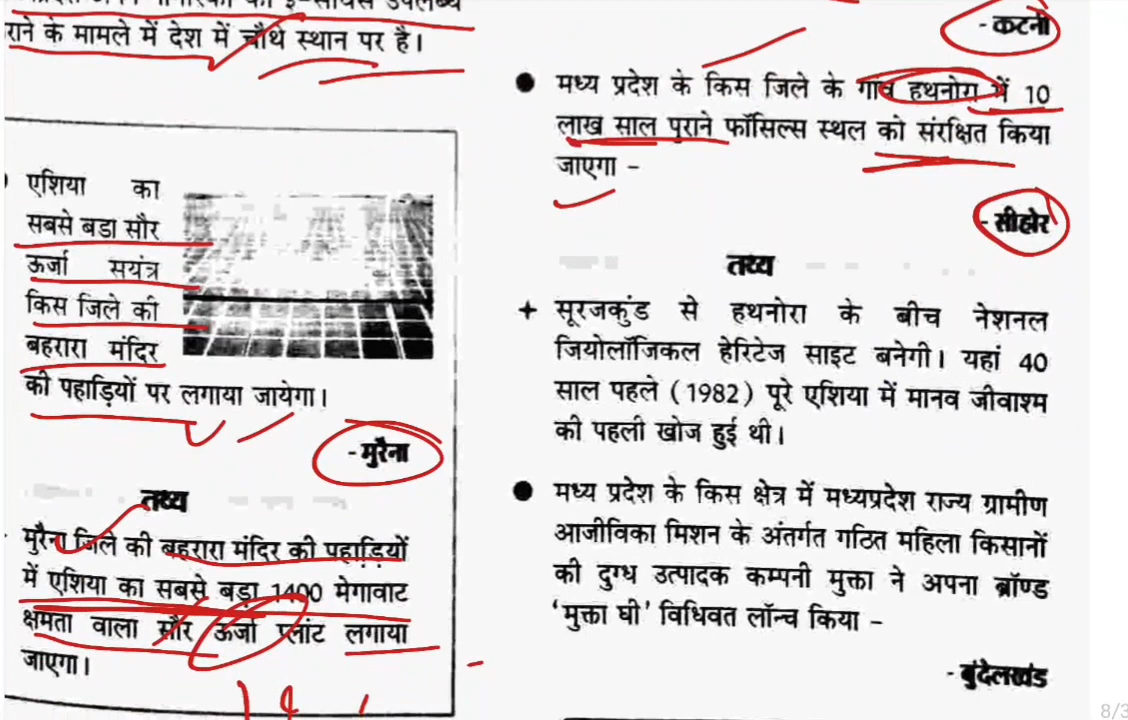 राने के मामले में देश में चौथे स्थान पर है।
एशिया का
सबसे बडा सौर
ऊर्जा सयंत्र
किस जिले की
बहरारा मंदिर
की पहाड़ियों पर लगाया जायेगा।
- मुरैना
तथ्य
मुरैना जिले की बहरारा मंदिर की पहाड़ियों
में एशिया का सबसे बड़ा 1400 मेगावाट
क्षमता वाला सौर ऊर्जा प्लांट लगाया
जाएगा।
- कटनी
● मध्य प्रदेश के किस जिले के गांव हथनोरा में 10
लाख साल पुराने फॉसिल्स स्थल को संरक्षित किया
जाएगा -
- सीहोर
तथ्य
+ सूरजकुंड से हथनोरा के बीच नेशनल
जियोलॉजिकल हेरिटेज साइट बनेगी। यहां 40
साल पहले (1982) पूरे एशिया में मानव जीवाश्म
की पहली खोज हुई थी।
● मध्य प्रदेश के किस क्षेत्र में मध्यप्रदेश राज्य ग्रामीण
आजीविका मिशन के अंतर्गत गठित महिला किसानों
की दुग्ध उत्पादक कम्पनी मुक्ता ने अपना ब्रॉण्ड
'मुक्ता घी' विधिवत लॉन्च किया -
- बुंदेलखंड
8/3